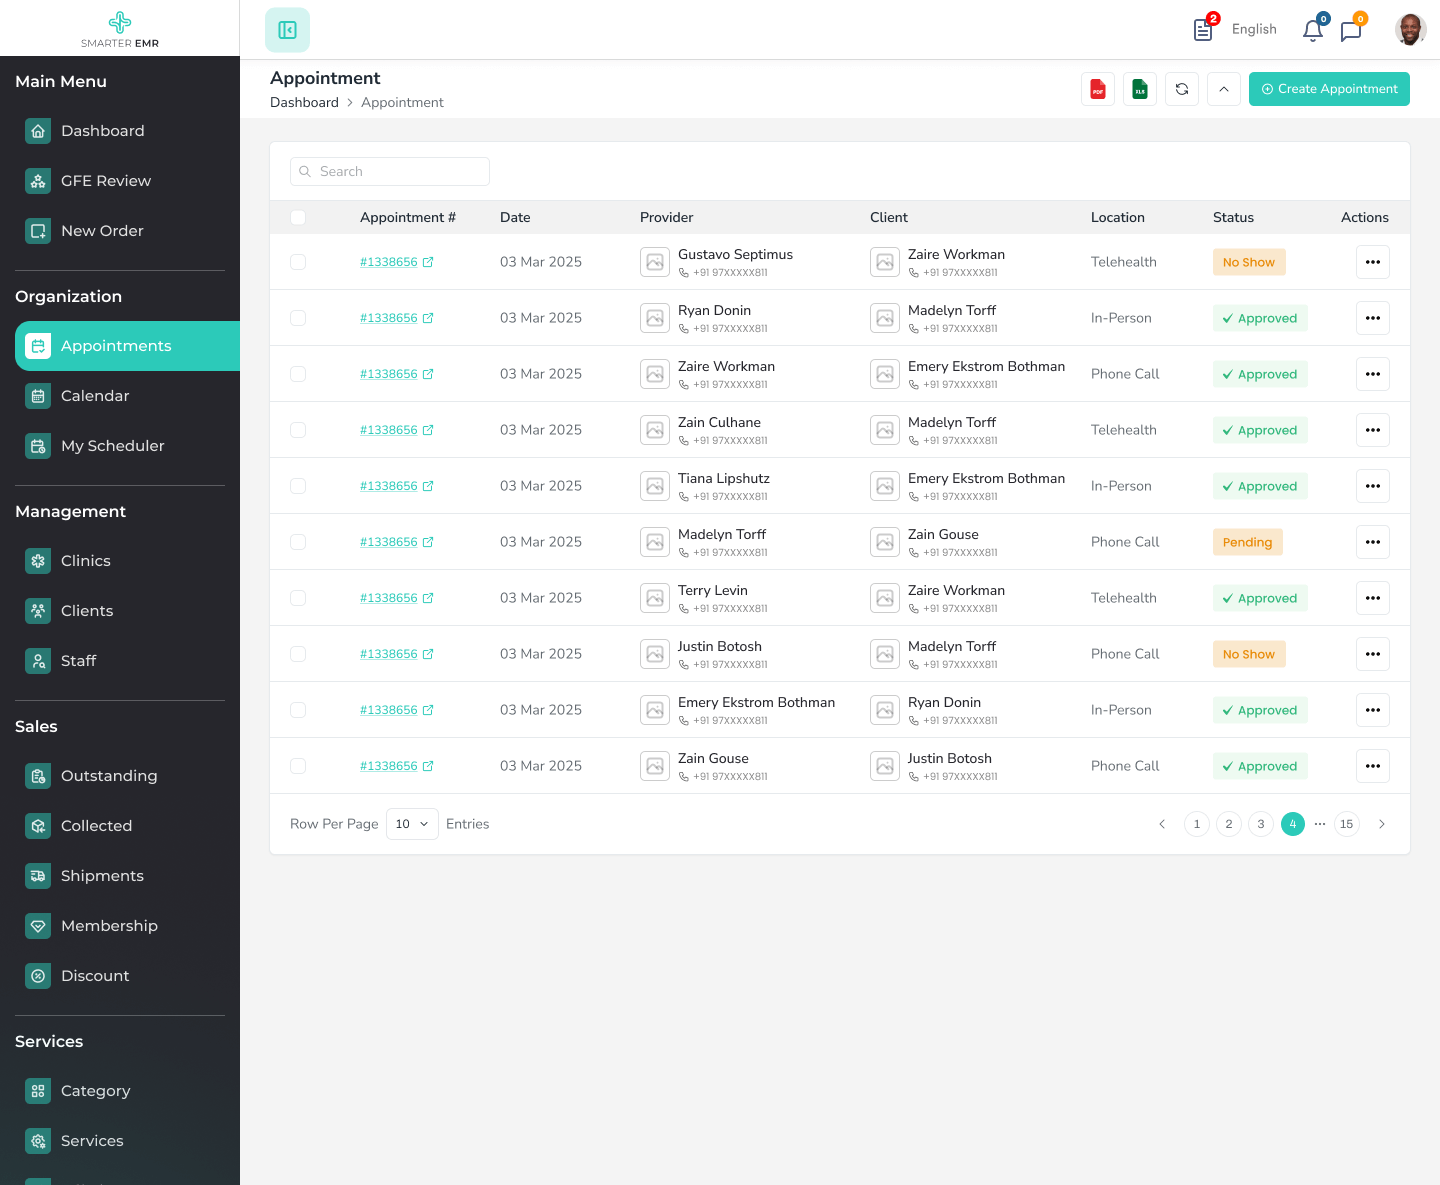 SMARTER EMR
2
English
0
0
Main Menu
Dashboard
GFE Review
New Order
Organization
Appointments
Calendar
My Scheduler
Management
Clinics
Clients
Staff
Sales
Outstanding
Collected
Shipments
Membership
Discount
Services
Category
Services
Appointment
Dashboard > Appointment
PDF
XLS
Create Appointment
Search
Appointment # Date Provider Client Location Status Actions
#1338656 03 Mar 2025 Gustavo Septimus Zaire Workman Telehealth No Show
+91 97XXXXX811 +91 97XXXXX811
#1338656 03 Mar 2025 Ryan Donin Madelyn Torff In-Person Approved
+91 97XXXXX811 +91 97XXXXX811
#1338656 03 Mar 2025 Zaire Workman Emery Ekstrom Bothman Phone Call Approved
+91 97XXXXX811 +91 97XXXXX811
#1338656 03 Mar 2025 Zain Culhane Madelyn Torff Telehealth Approved
+91 97XXXXX811 +91 97XXXXX811
#1338656 03 Mar 2025 Tiana Lipshutz Emery Ekstrom Bothman In-Person Approved
+91 97XXXXX811 +91 97XXXXX811
#1338656 03 Mar 2025 Madelyn Torff Zain Gouse Phone Call Pending
+91 97XXXXX811 +91 97XXXXX811
#1338656 03 Mar 2025 Terry Levin Zaire Workman Telehealth Approved
+91 97XXXXX811 +91 97XXXXX811
#1338656 03 Mar 2025 Justin Botosh Madelyn Torff Phone Call No Show
+91 97XXXXX811 +91 97XXXXX811
#1338656 03 Mar 2025 Emery Ekstrom Bothman Ryan Donin In-Person Approved
+91 97XXXXX811 +91 97XXXXX811
#1338656 03 Mar 2025 Zain Gouse Justin Botosh Phone Call Approved
+91 97XXXXX811 +91 97XXXXX811
Row Per Page 10 Entries
1 2 3 4 ··· 15